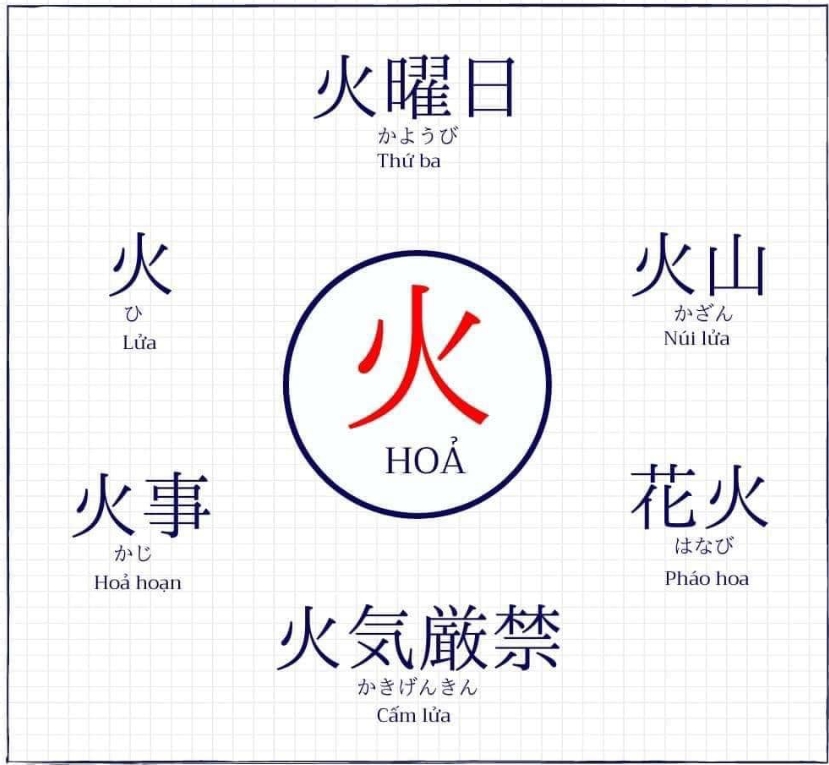 火曜日
かようび
Thứ ba
火
ひ
Lửa
火山
かざん
Núi lửa
火
HOẢ
火事
かじ
Hoả hoạn
花火
はなび
Pháo hoa
火気厳禁
かきげんきん
Cấm lửa